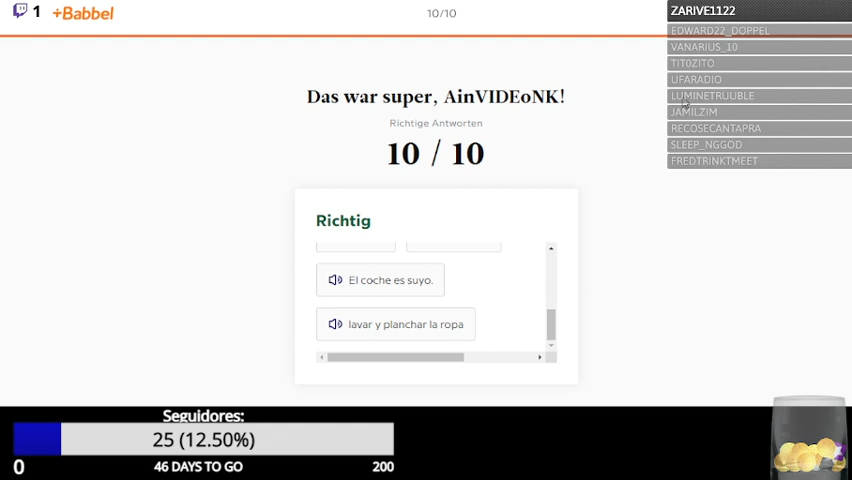 1 +Babbel
10/10
ZARIVE1122
EDWARD22_DOPPEL
VANARIUS_10
TIT0ZITO
UFARADIO
LUMINETRUUBLE
JAMILZIM
RECOSECANTAPRA
SLEEP_NGGOD
FREDTRINKTMEET
Das war super, AinVIDEoNK!
Richtige Antworten
10 / 10
Richtig
El coche es suyo.
lavar y planchar la ropa
Seguidores:
25 (12.50%)
0 46 DAYS TO GO 200